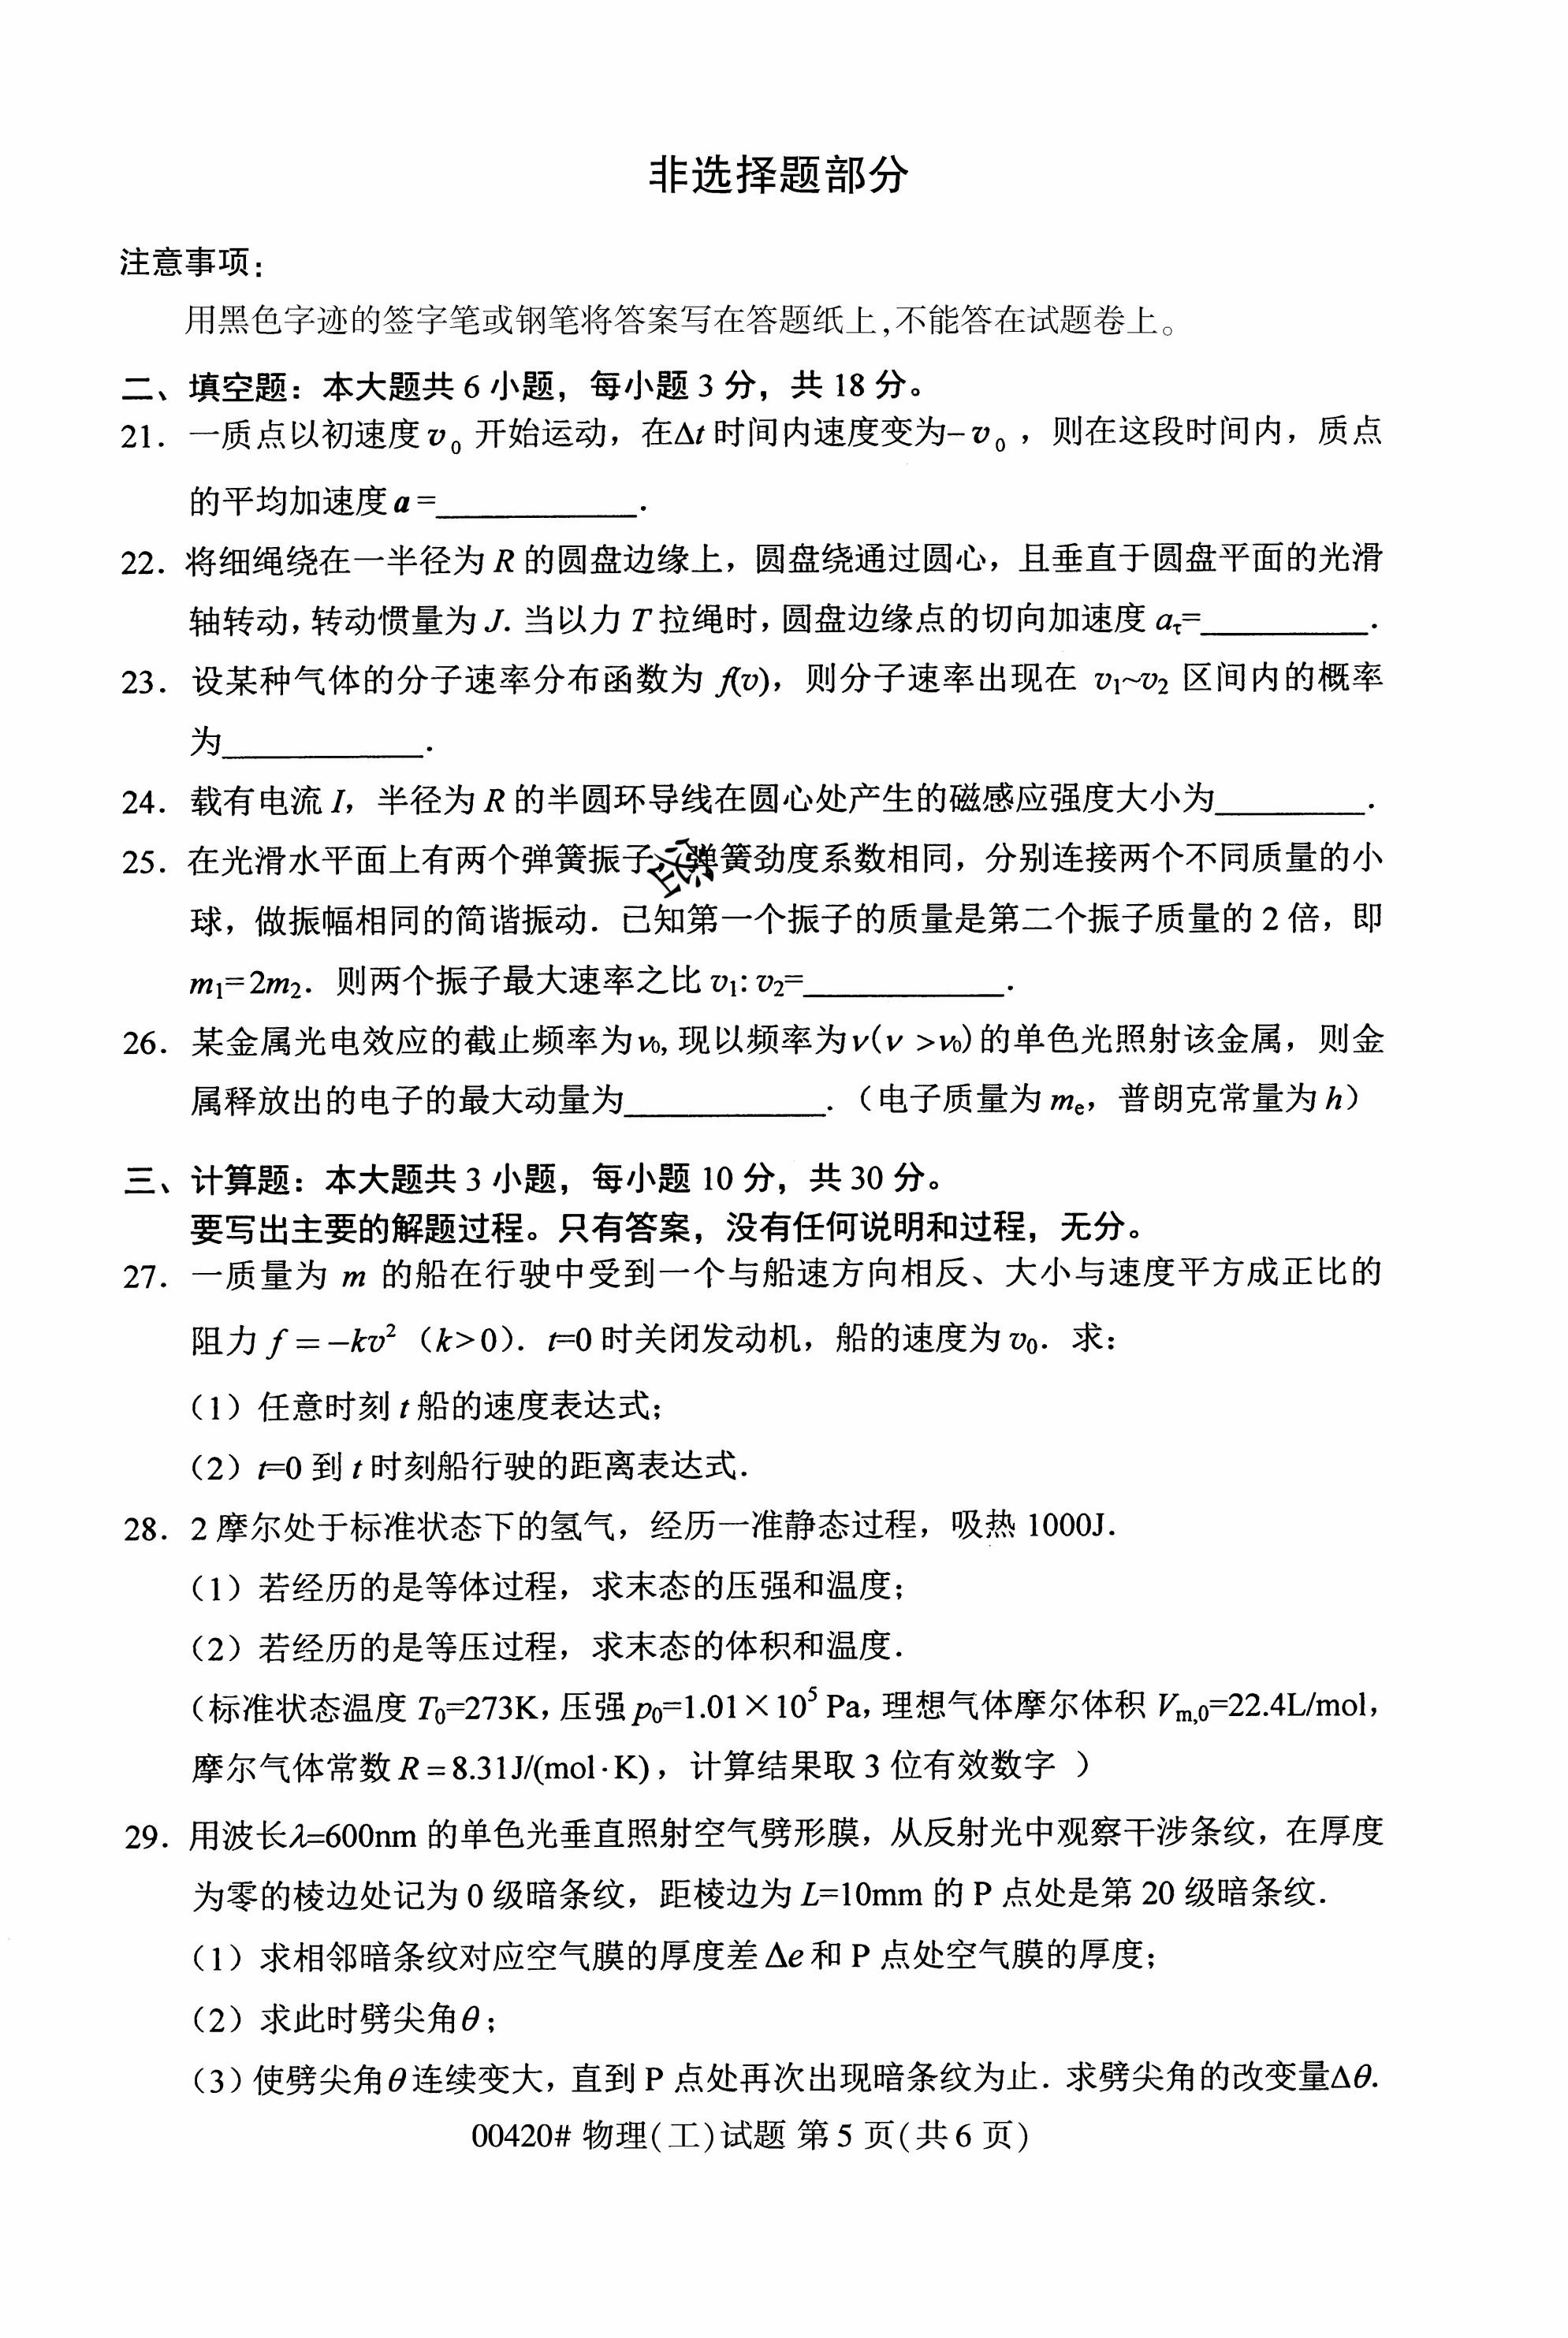 非选择题部分
注意事项：
用黑色字迹的签字笔或钢笔将答案写在答题纸上,不能答在试题卷上。
二、填空题：本大题共 6 小题，每小题 3 分，共 18 分。
21．一质点以初速度 v₀ 开始运动，在Δt 时间内速度变为−v₀，则在这段时间内，质点
的平均加速度 a =____________.
22．将细绳绕在一半径为 R 的圆盘边缘上，圆盘绕通过圆心，且垂直于圆盘平面的光滑
轴转动，转动惯量为 J. 当以力 T 拉绳时，圆盘边缘点的切向加速度 aτ=__________.
23．设某种气体的分子速率分布函数为 f(v)，则分子速率出现在 v₁~v₂ 区间内的概率
为____________.
24．载有电流 I，半径为 R 的半圆环导线在圆心处产生的磁感应强度大小为_________.
25．在光滑水平面上有两个弹簧振子，弹簧劲度系数相同，分别连接两个不同质量的小
密
球，做振幅相同的简谐振动．已知第一个振子的质量是第二个振子质量的 2 倍，即
m₁=2m₂．则两个振子最大速率之比 v₁: v₂=____________.
26．某金属光电效应的截止频率为ν₀, 现以频率为ν(ν >ν₀)的单色光照射该金属，则金
属释放出的电子的最大动量为____________.（电子质量为 mₑ，普朗克常量为 h）
三、计算题：本大题共 3 小题，每小题 10 分，共 30 分。
要写出主要的解题过程。只有答案，没有任何说明和过程，无分。
27．一质量为 m 的船在行驶中受到一个与船速方向相反、大小与速度平方成正比的
阻力 f = −kv²（k>0）．t=0 时关闭发动机，船的速度为 v₀．求：
（1）任意时刻 t 船的速度表达式；
（2）t=0 到 t 时刻船行驶的距离表达式．
28．2 摩尔处于标准状态下的氢气，经历一准静态过程，吸热 1000J．
（1）若经历的是等体过程，求末态的压强和温度；
（2）若经历的是等压过程，求末态的体积和温度．
（标准状态温度 T₀=273K，压强 p₀=1.01×10⁵ Pa，理想气体摩尔体积 Vm,0=22.4L/mol，
摩尔气体常数 R = 8.31J/(mol·K)，计算结果取 3 位有效数字 ）
29．用波长λ=600nm 的单色光垂直照射空气劈形膜，从反射光中观察干涉条纹，在厚度
为零的棱边处记为 0 级暗条纹，距棱边为 L=10mm 的 P 点处是第 20 级暗条纹．
（1）求相邻暗条纹对应空气膜的厚度差 Δe 和 P 点处空气膜的厚度；
（2）求此时劈尖角θ；
（3）使劈尖角θ连续变大，直到 P 点处再次出现暗条纹为止．求劈尖角的改变量Δθ.
00420# 物理(工)试题 第 5 页(共 6 页)